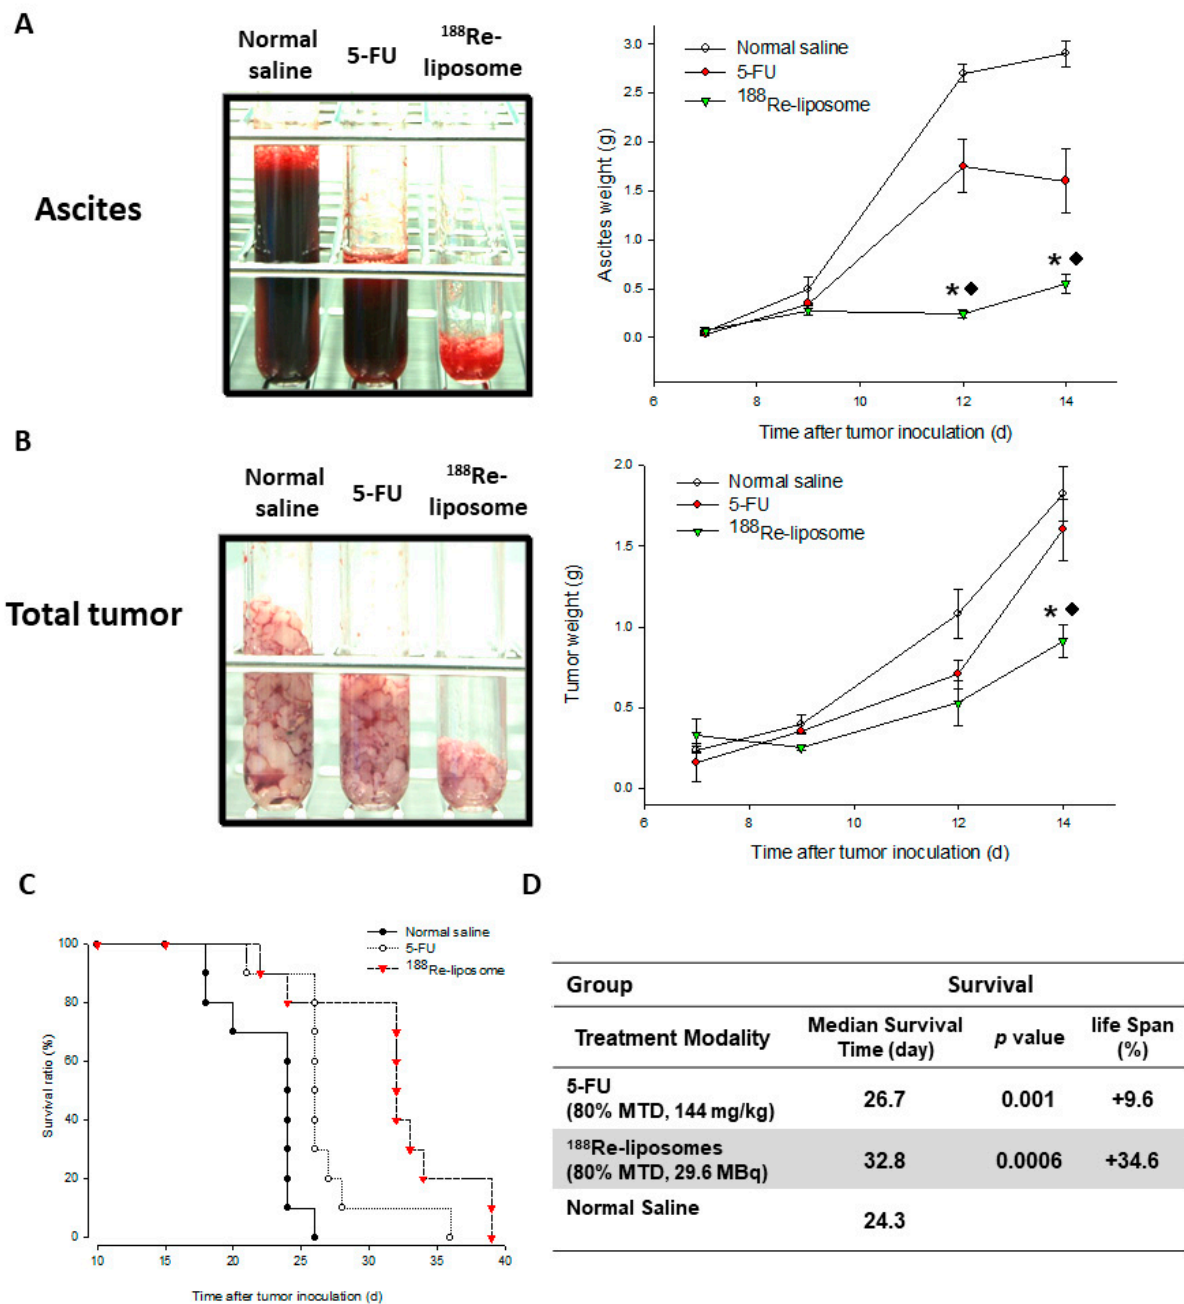 A
Normal saline
5-FU
¹⁸⁸Re-liposome
Ascites
Normal saline
5-FU
¹⁸⁸Re-liposome
Ascites weight (g)
3.0
2.5
2.0
1.5
1.0
0.5
0.0
* ◆
* ◆
6 8 10 12 14
Time after tumor inoculation (d)
B
Normal saline
5-FU
¹⁸⁸Re-liposome
Total tumor
Normal saline
5-FU
¹⁸⁸Re-liposome
Tumor weight (g)
2.0
1.5
1.0
0.5
0.0
* ◆
6 8 10 12 14
Time after tumor inoculation (d)
C
Normal saline
5-FU
¹⁸⁸Re-liposome
Survival ratio (%)
100
80
60
40
20
0
10 15 20 25 30 35 40
Time after tumor inoculation (d)
D
Group Survival
Treatment Modality Median Survival Time (day) p value life Span (%)
5-FU
(80% MTD, 144 mg/kg) 26.7 0.001 +9.6
¹⁸⁸Re-liposomes
(80% MTD, 29.6 MBq) 32.8 0.0006 +34.6
Normal Saline
24.3